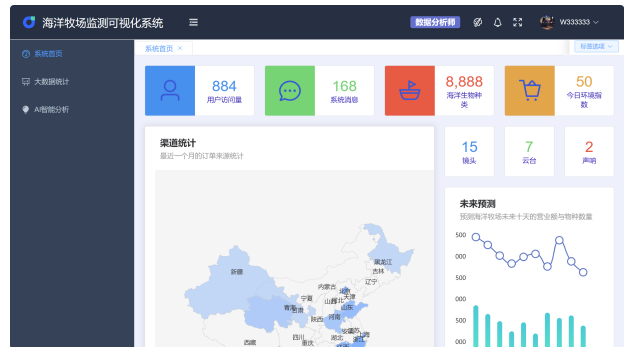 海洋牧场监测可视化系统
数据分析师
W333333
系统首页
大数据统计
AI智能分析
系统首页 ×
标签选项
884
用户访问量
168
系统消息
8,888
海洋生物种
类
50
今日环境指
数
15
镜头
7
云台
2
声呐
渠道统计
最近一个月的订单来源统计
黑龙江
吉林
辽宁
新疆
内蒙古
北京
天津
宁夏
山西
河北
山东
青海
甘肃
陕西
河南
西藏
四川
重庆
湖北
安徽
江苏
上海
浙江
未来预测
预测海洋牧场未来十天的营业额与物种数量
500
000
500
000
500
000